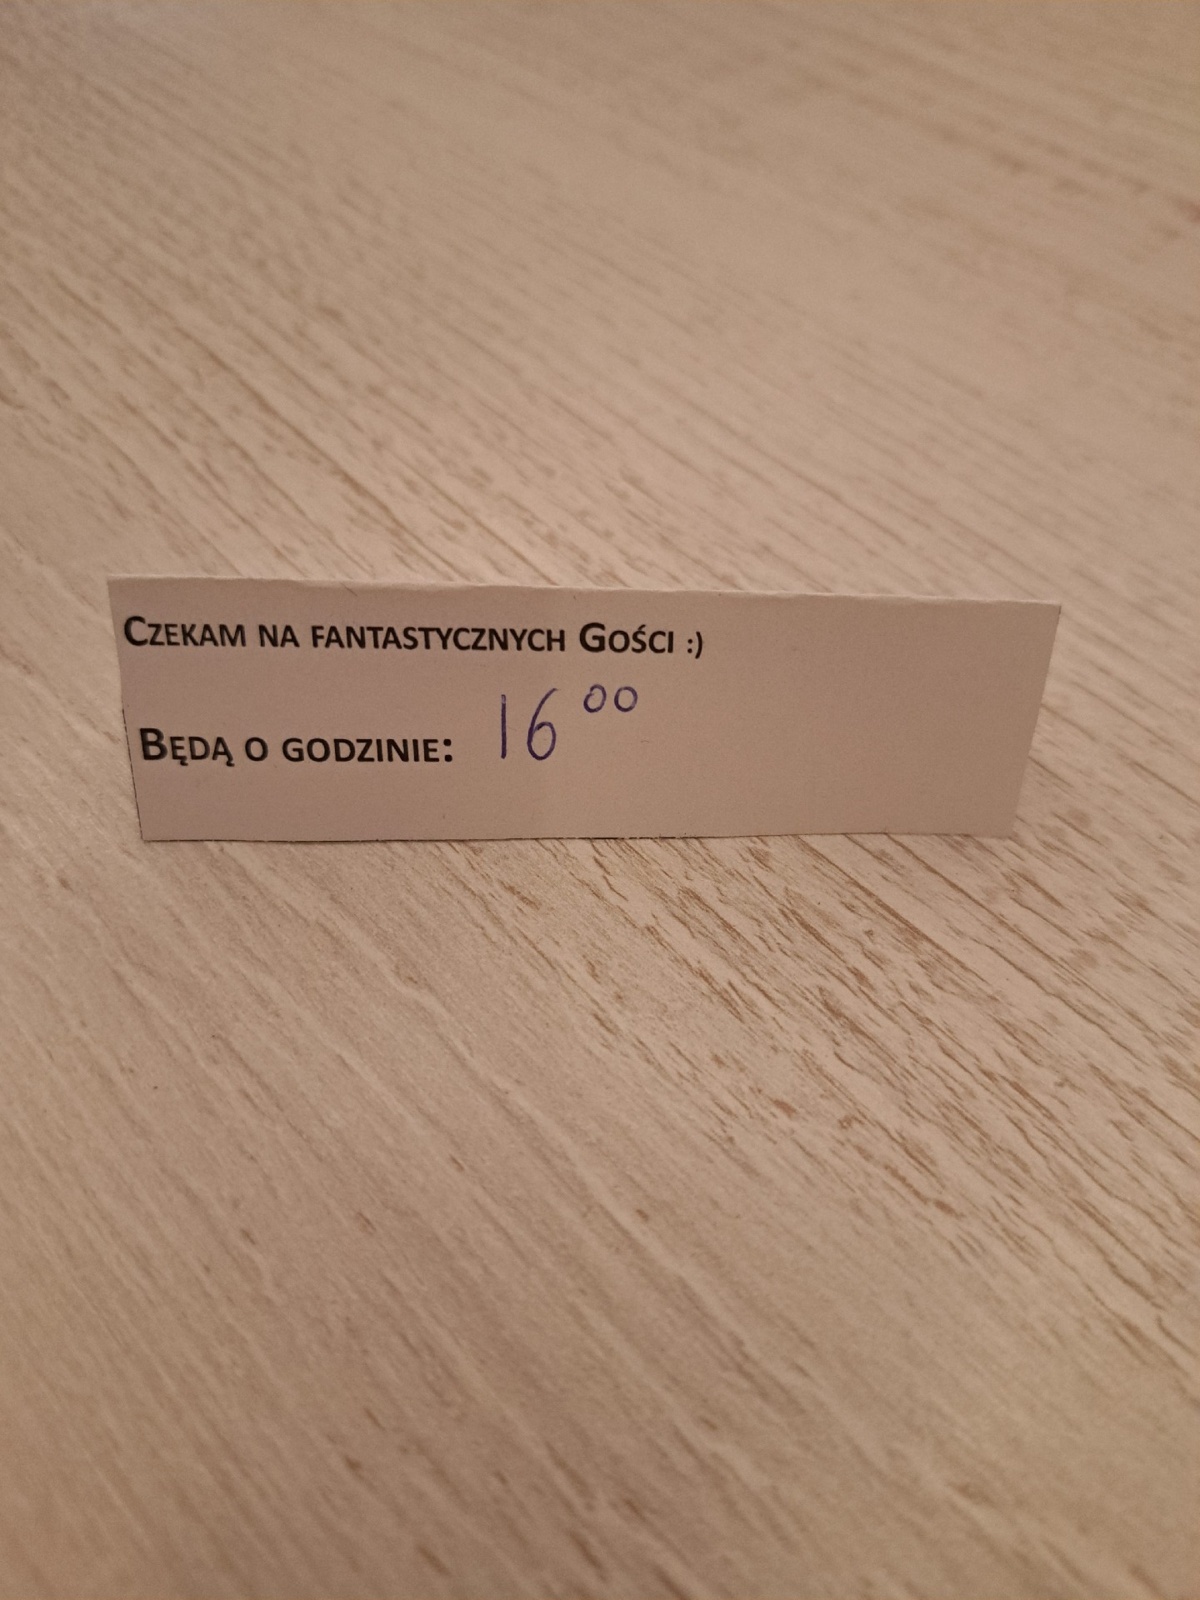 Czekam na fantastycznych Gości :)
Będą o godzinie: 16⁰⁰